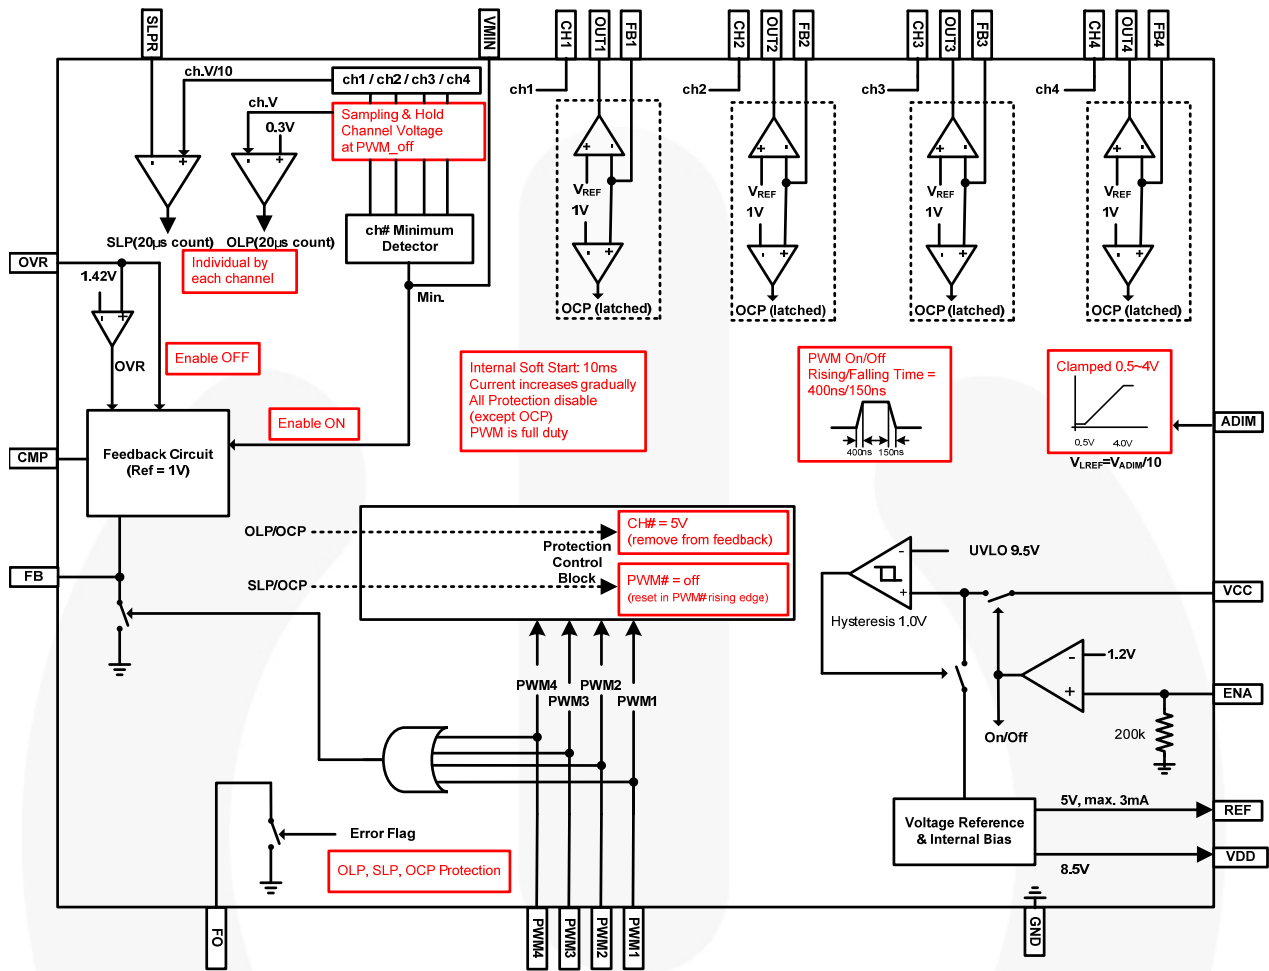 SLPR
VMIN
CH1
OUT1
FB1
CH2
OUT2
FB2
CH3
OUT3
FB3
CH4
OUT4
FB4
ch.V/10
ch1 / ch2 / ch3 / ch4
ch1
ch2
ch3
ch4
ch.V
0.3V
Sampling & Hold
Channel Voltage
at PWM_off
VREF
1V
VREF
1V
VREF
1V
VREF
1V
SLP(20µs count)
OLP(20µs count)
ch# Minimum
Detector
Individual by
each channel
OVR
1.42V
Min.
OCP (latched)
OCP (latched)
OCP (latched)
OCP (latched)
OVR
Enable OFF
Enable ON
Internal Soft Start: 10ms
Current increases gradually
All Protection disable
(except OCP)
PWM is full duty
PWM On/Off
Rising/Falling Time =
400ns/150ns
400ns
150ns
Clamped 0.5~4V
0.5V
4.0V
VLREF=VADIM/10
ADIM
CMP
Feedback Circuit
(Ref = 1V)
FB
OLP/OCP
SLP/OCP
Protection
Control
Block
CH# = 5V
(remove from feedback)
PWM# = off
(reset in PWM# rising edge)
UVLO 9.5V
Hysteresis 1.0V
VCC
1.2V
ENA
200k
On/Off
PWM4
PWM2
PWM3
PWM1
Error Flag
OLP, SLP, OCP Protection
Voltage Reference
& Internal Bias
5V, max. 3mA
8.5V
REF
VDD
FO
PWM4
PWM3
PWM2
PWM1
GND